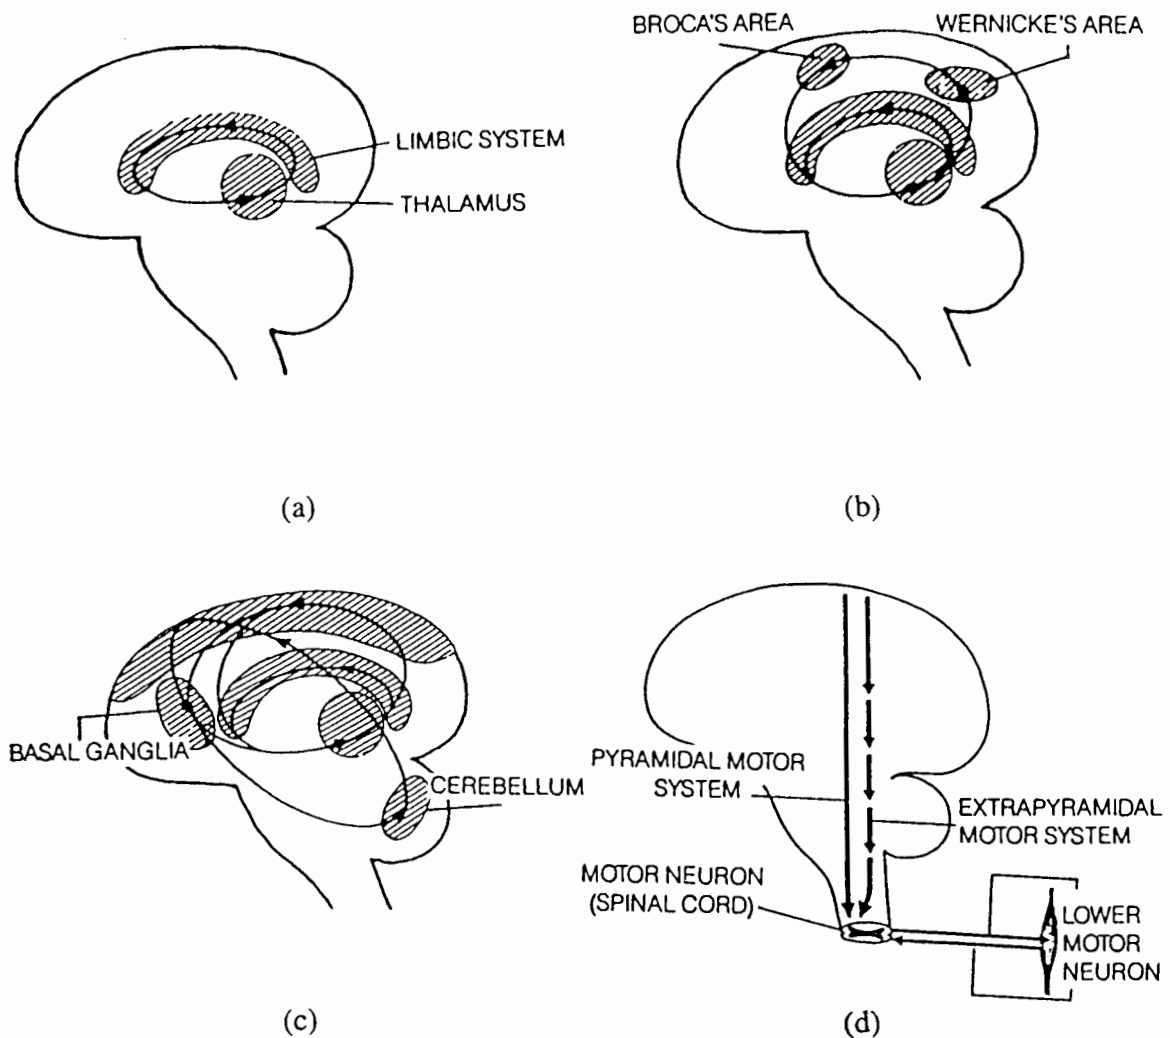 BROCA'S AREA
WERNICKE'S AREA
LIMBIC SYSTEM
THALAMUS
(a)
(b)
BASAL GANGLIA
CEREBELLUM
(c)
PYRAMIDAL MOTOR
SYSTEM
EXTRAPYRAMIDAL
MOTOR SYSTEM
MOTOR NEURON
(SPINAL CORD)
LOWER
MOTOR
NEURON
(d)